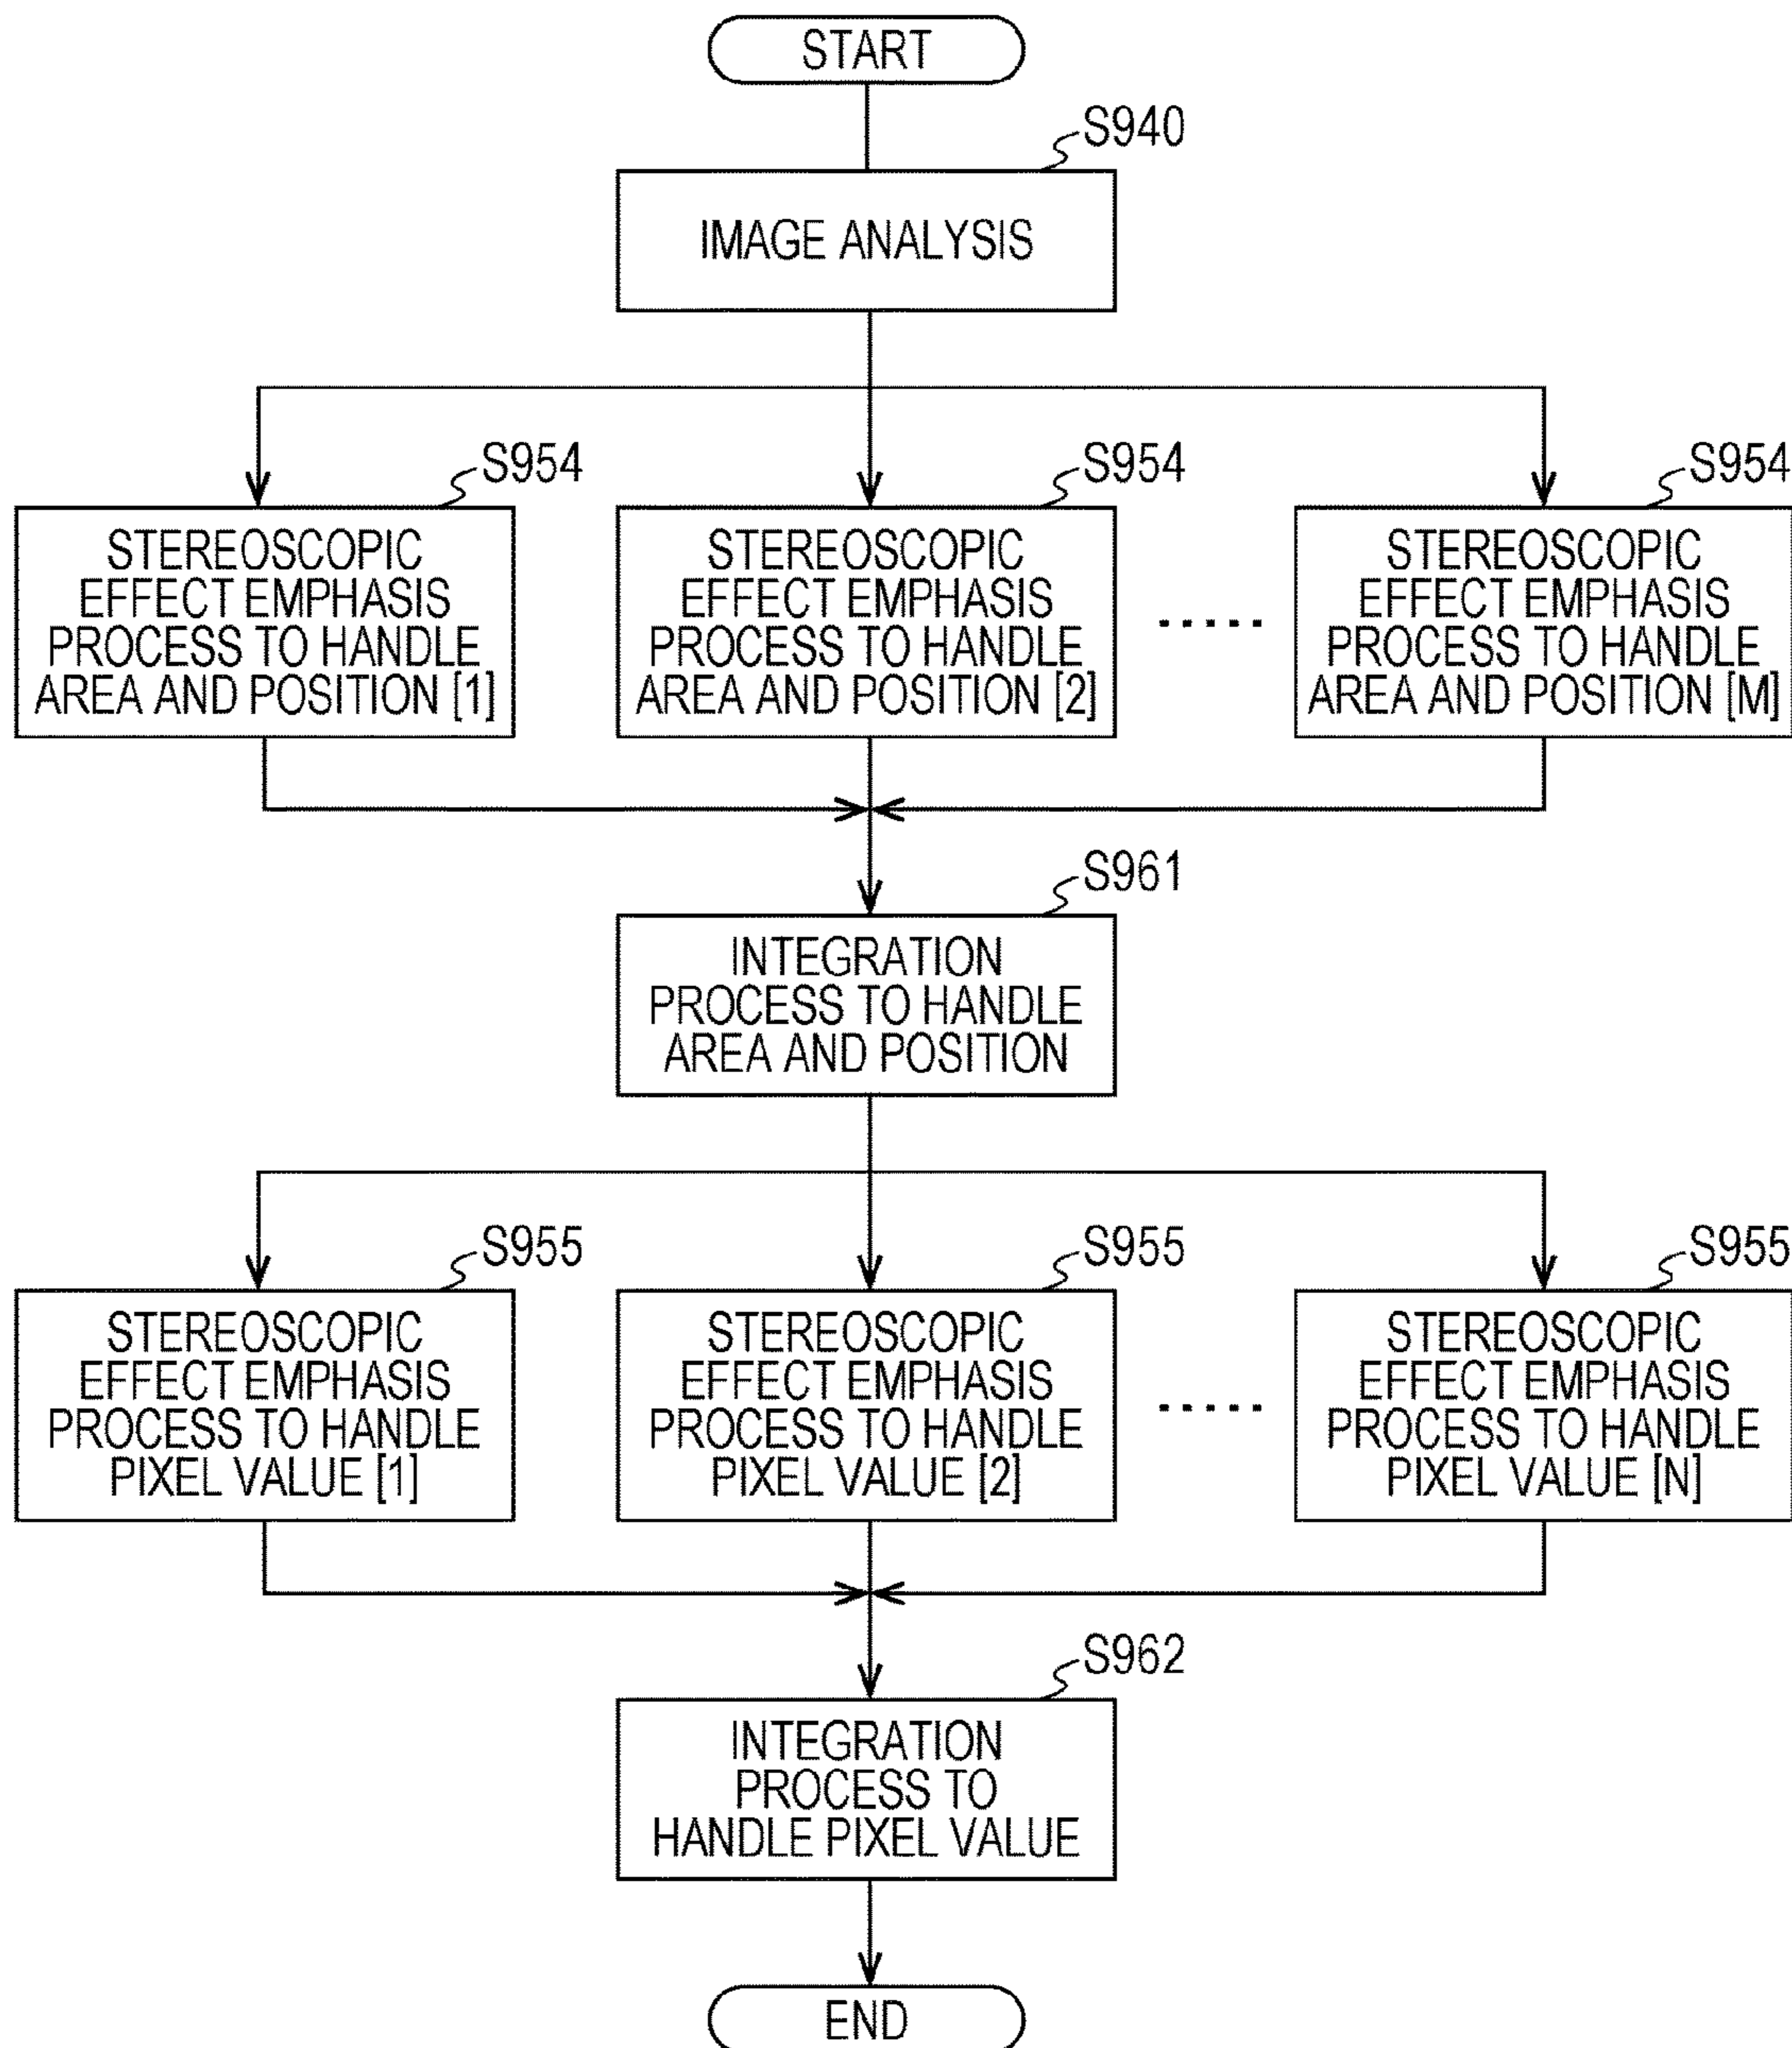 START
S940
IMAGE ANALYSIS
S954
STEREOSCOPIC
EFFECT EMPHASIS
PROCESS TO HANDLE
AREA AND POSITION [1]
S954
STEREOSCOPIC
EFFECT EMPHASIS
PROCESS TO HANDLE
AREA AND POSITION [2]
.....
S954
STEREOSCOPIC
EFFECT EMPHASIS
PROCESS TO HANDLE
AREA AND POSITION [M]
S961
INTEGRATION
PROCESS TO HANDLE
AREA AND POSITION
S955
STEREOSCOPIC
EFFECT EMPHASIS
PROCESS TO HANDLE
PIXEL VALUE [1]
S955
STEREOSCOPIC
EFFECT EMPHASIS
PROCESS TO HANDLE
PIXEL VALUE [2]
.....
S955
STEREOSCOPIC
EFFECT EMPHASIS
PROCESS TO HANDLE
PIXEL VALUE [N]
S962
INTEGRATION
PROCESS TO
HANDLE PIXEL VALUE
END